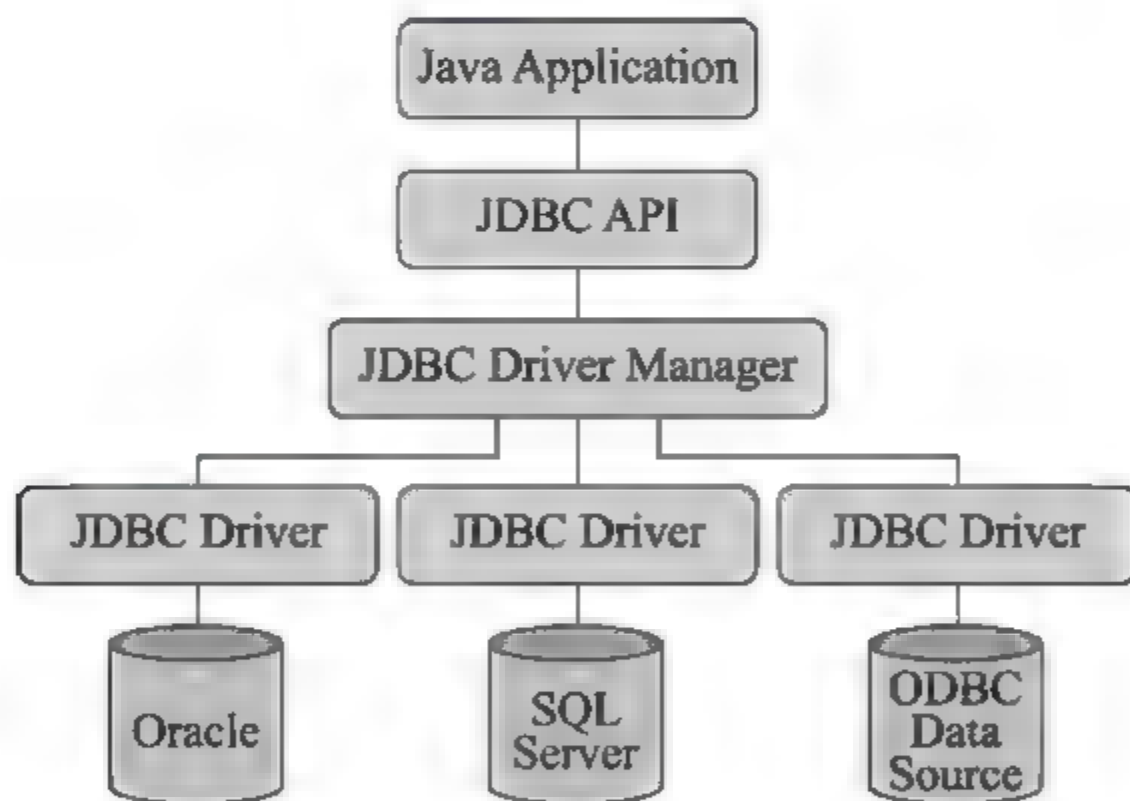 Java Application
JDBC API
JDBC Driver Manager
JDBC Driver
JDBC Driver
JDBC Driver
Oracle
SQL
Server
ODBC
Data
Source